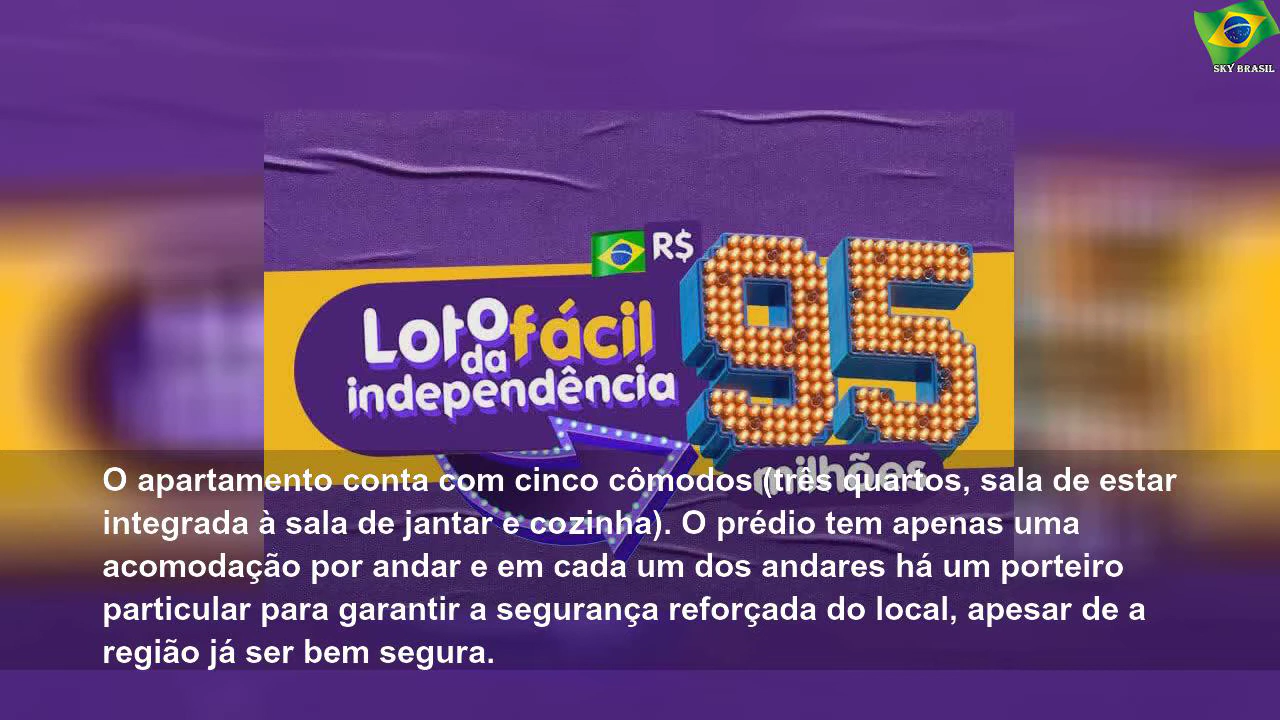 SKY BRASIL
R$ 95
Lotofácil
da
independência
milhões
O apartamento conta com cinco cômodos (três quartos, sala de estar
integrada à sala de jantar e cozinha). O prédio tem apenas uma
acomodação por andar e em cada um dos andares há um porteiro
particular para garantir a segurança reforçada do local, apesar de a
região já ser bem segura.